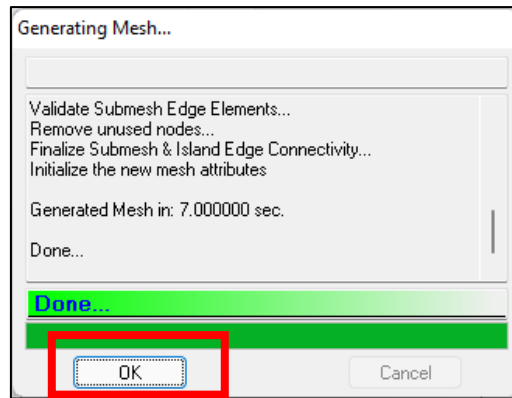 Generating Mesh...
Validate Submesh Edge Elements...
Remove unused nodes...
Finalize Submesh & Island Edge Connectivity...
Initialize the new mesh attributes
Generated Mesh in: 7.000000 sec.
Done...
Done...
OK
Cancel